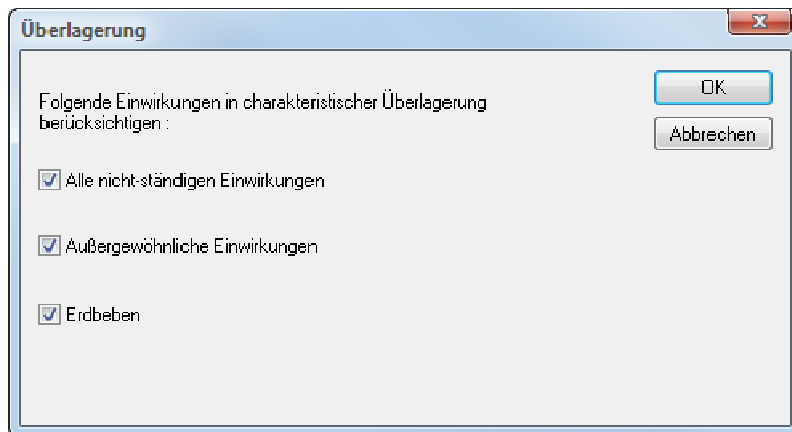 Überlagerung
Folgende Einwirkungen in charakteristischer Überlagerung
berücksichtigen :
OK
Abbrechen
Alle nicht-ständigen Einwirkungen
Außergewöhnliche Einwirkungen
Erdbeben